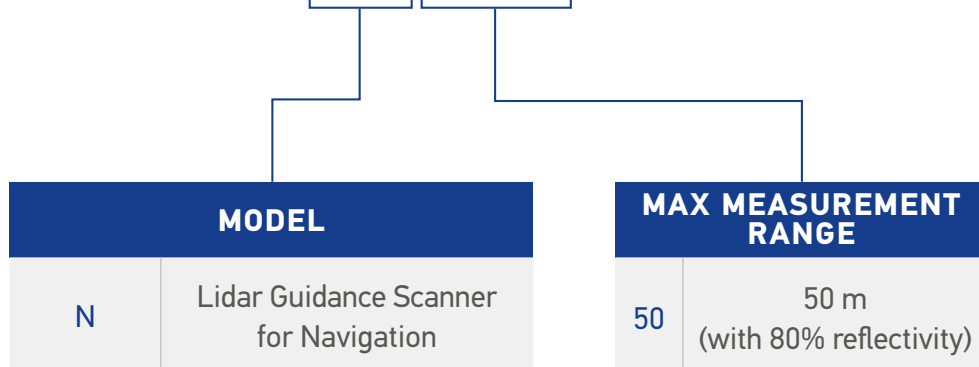 MODEL
N
Lidar Guidance Scanner
for Navigation
MAX MEASUREMENT
RANGE
50
50 m
(with 80% reflectivity)